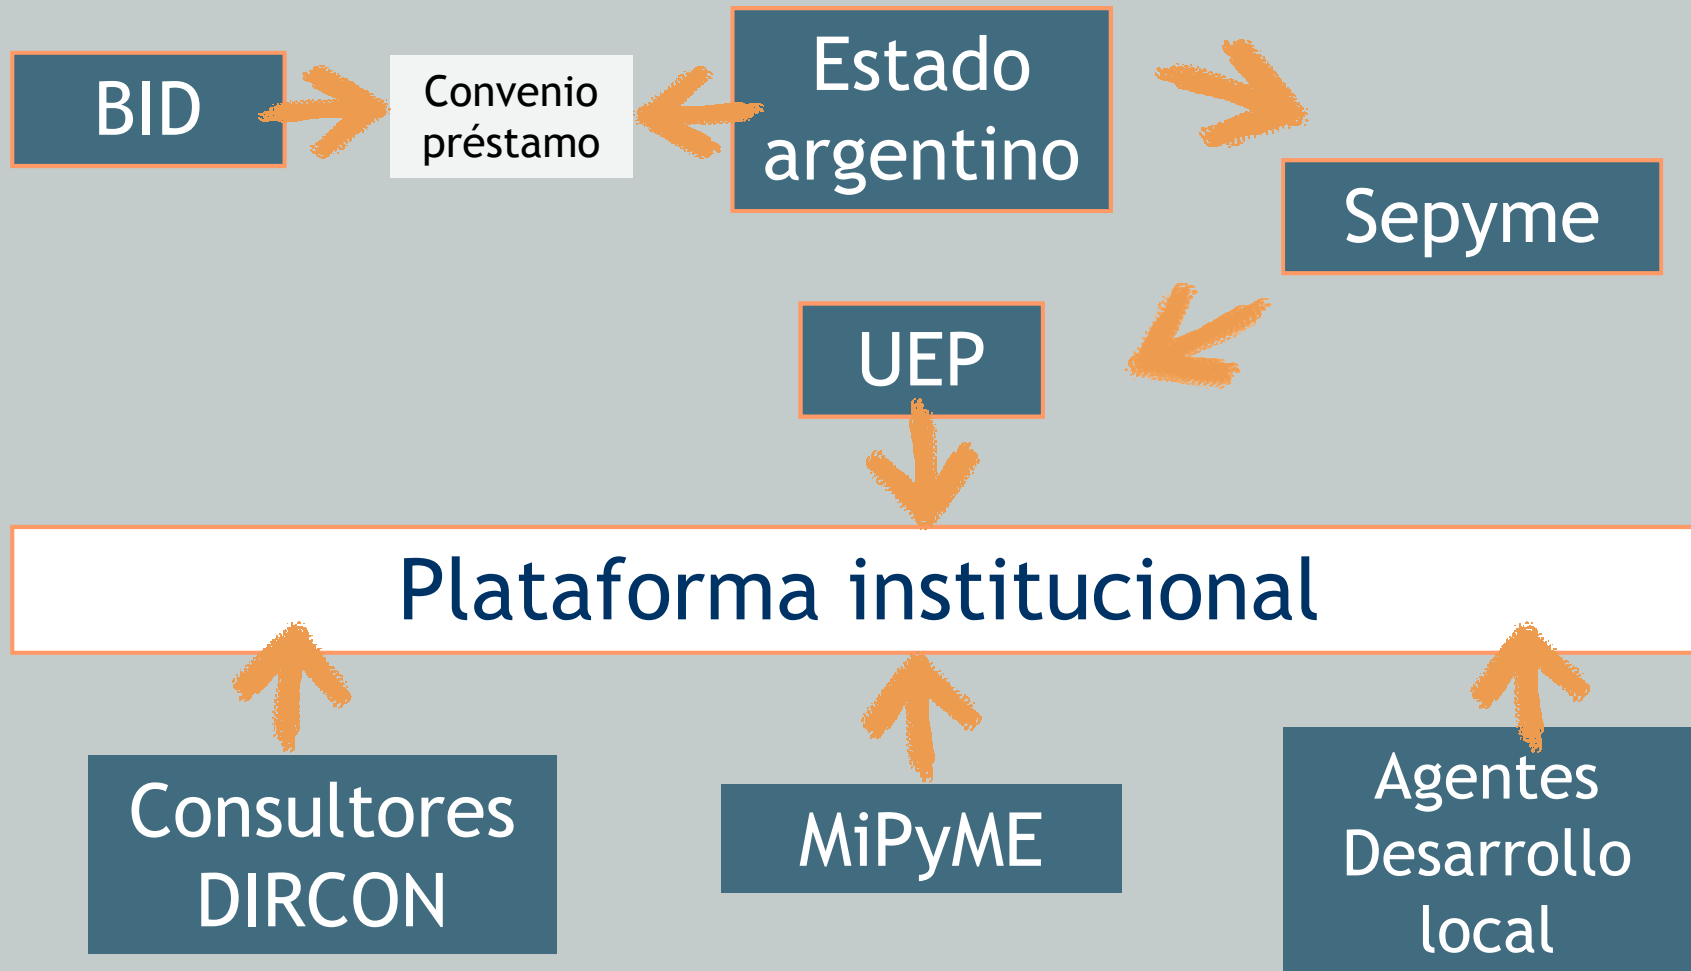 BID
Convenio
préstamo
Estado
argentino
Sepyme
UEP
Plataforma institucional
Consultores
DIRCON
MiPyME
Agentes
Desarrollo
local